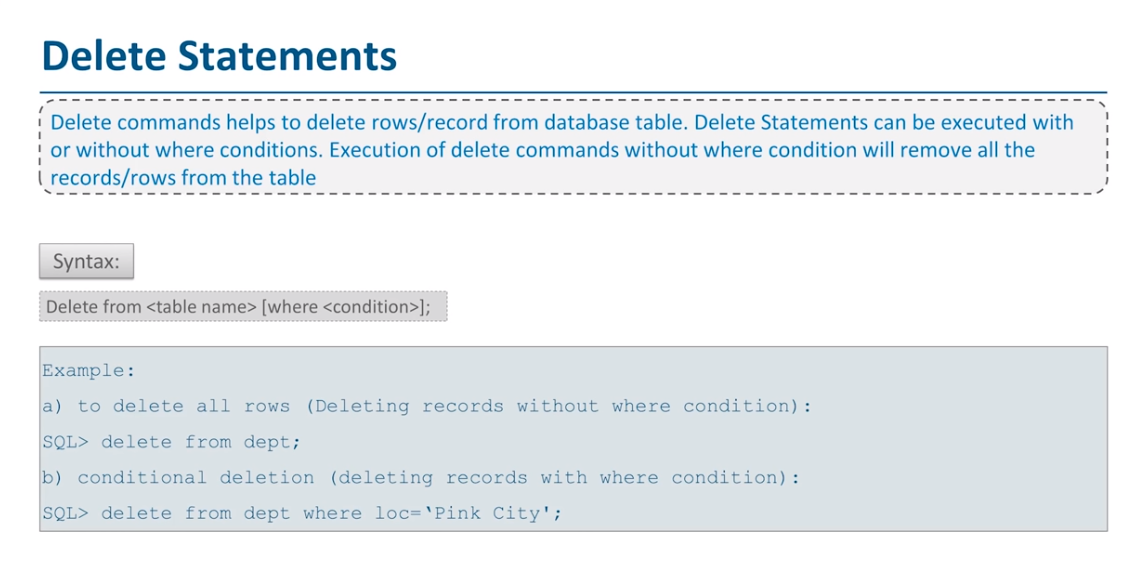 Delete Statements
Delete commands helps to delete rows/record from database table. Delete Statements can be executed with
or without where conditions. Execution of delete commands without where condition will remove all the
records/rows from the table
Syntax:
Delete from <table name> [where <condition>];
Example:
a) to delete all rows (Deleting records without where condition):
SQL> delete from dept;
b) conditional deletion (deleting records with where condition):
SQL> delete from dept where loc=‛Pink City';